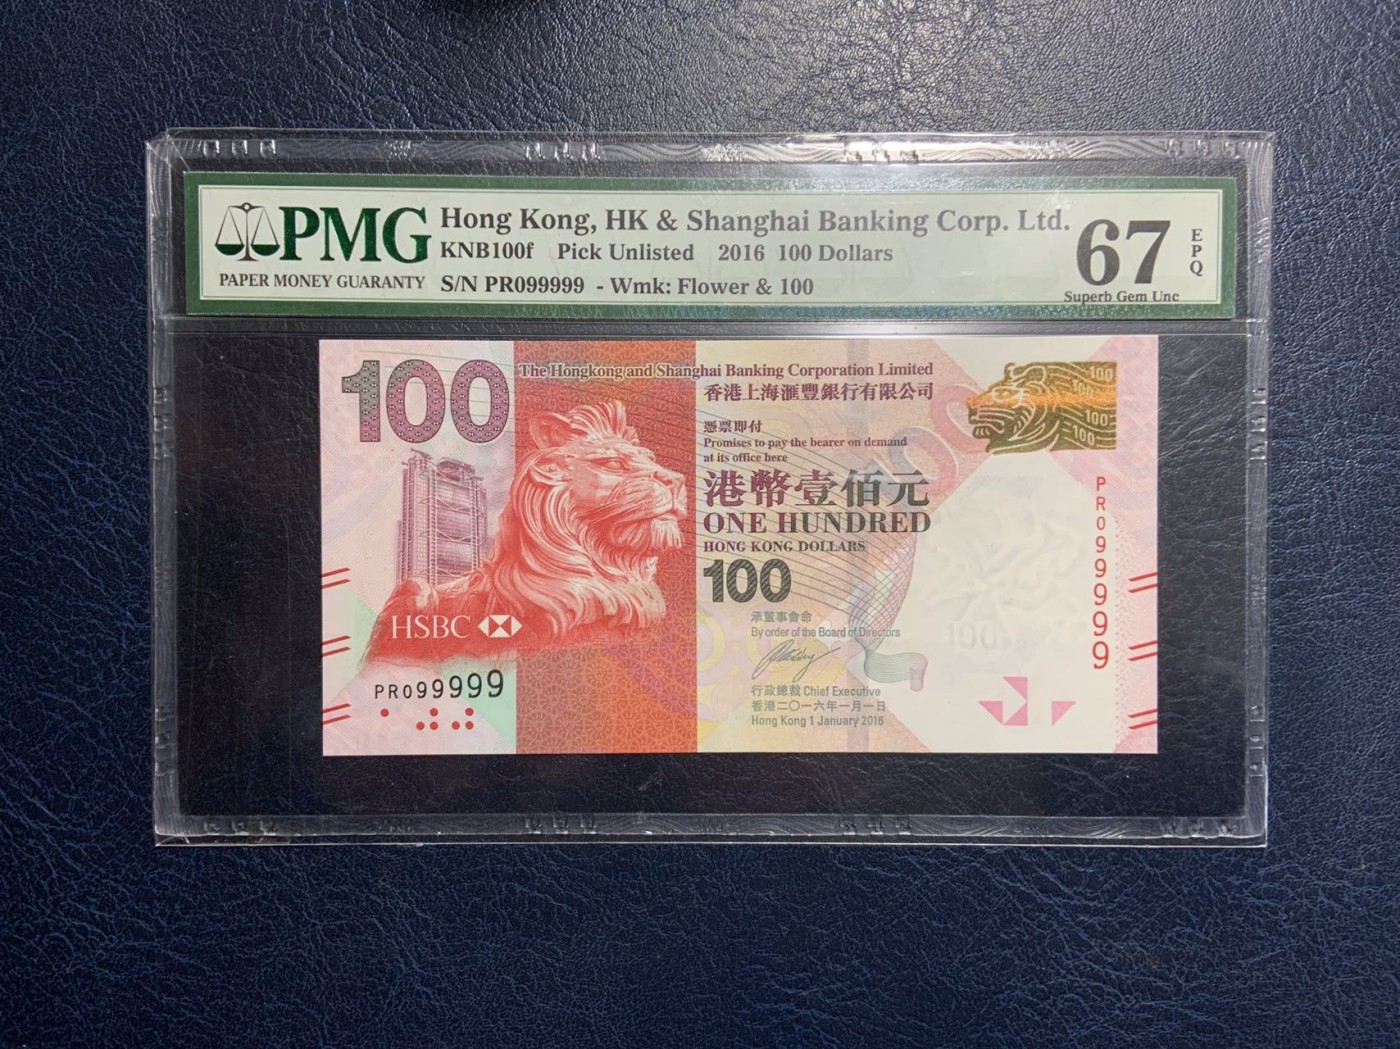 PMG
PAPER MONEY GUARANTY
Hong Kong, HK & Shanghai Banking Corp. Ltd.
KNB100f Pick Unlisted 2016 100 Dollars
S/N PR099999 - Wmk: Flower & 100
67
EPQ
Superb Gem Unc
100
The Hongkong and Shanghai Banking Corporation Limited
香港上海滙豐銀行有限公司
憑票即付
Promises to pay the bearer on demand
at its office here
港幣壹佰元
ONE HUNDRED
HONG KONG DOLLARS
100
承董事會命
By order of the Board of Directors
行政總裁 Chief Executive
香港二〇一六年一月一日
Hong Kong 1 January 2016
HSBC
PR099999
100
100
100
100
PR099999
100